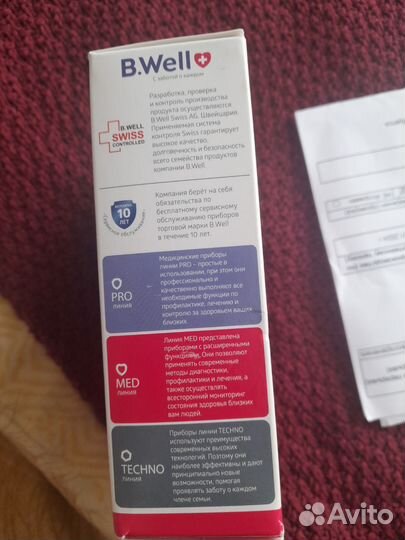 B.Well
С заботой о каждом
Разработка, проверка
и контроль производства
продукта осуществляются
B.Well Swiss AG. Швейцария.
Применяемая система
контроля Swiss гарантирует
высокое качество,
долговечность и безопасность
всего семейства продуктов
компании B.Well.
B.WELL
SWISS
CONTROLLED
Компания берёт на себя
обязательства по
бесплатному сервисному
обслуживанию приборов
торговой марки B.Well
в течение 10 лет.
10
ЛЕТ
Сервисное обслуживание
Медицинские приборы
линии PRO – простые в
использовании, при этом они
профессионально и
качественно выполняют все
необходимые функции по
профилактике, лечению и
контролю за здоровьем ваших
близких.
PRO
линия
Линия MED представлена
приборами с расширенными
функциями. Они позволяют
применять современные
методы диагностики,
профилактики и лечения, а
также осуществлять
всесторонний мониторинг
состояния здоровья близких
вам людей.
MED
линия
Приборы линии TECHNO
используют преимущества
современных высоких
технологий. Поэтому они
наиболее эффективны и дают
принципиально новые
возможности, помогая
проявлять заботу о каждом
члене семьи.
TECHNO
линия
Avito